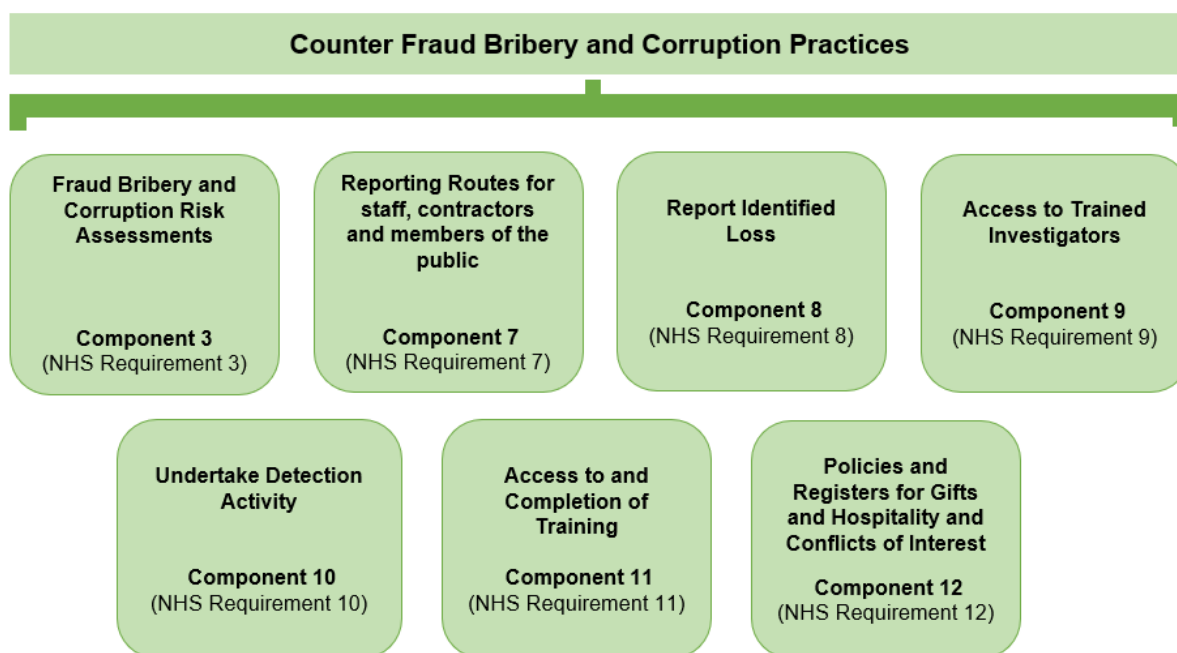 Counter Fraud Bribery and Corruption Practices
Fraud Bribery and
Corruption Risk
Assessments
Component 3
(NHS Requirement 3)
Reporting Routes for
staff, contractors
and members of the
public
Component 7
(NHS Requirement 7)
Report Identified
Loss
Component 8
(NHS Requirement 8)
Access to Trained
Investigators
Component 9
(NHS Requirement 9)
Undertake Detection
Activity
Component 10
(NHS Requirement 10)
Access to and
Completion of
Training
Component 11
(NHS Requirement 11)
Policies and
Registers for Gifts
and Hospitality and
Conflicts of Interest
Component 12
(NHS Requirement 12)